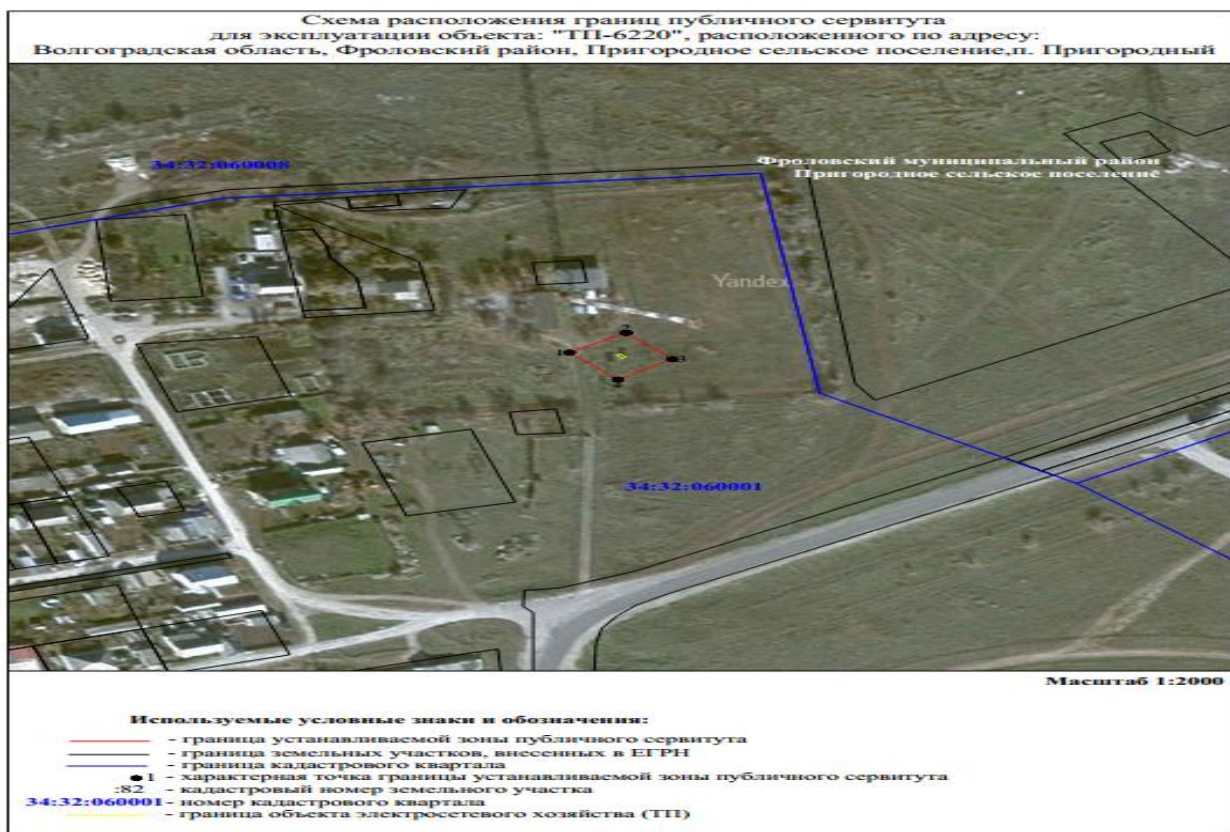 Схема расположения границ публичного сервитута
для эксплуатации объекта: "ТП-6220", расположенного по адресу:
Волгоградская область, Фроловский район, Пригородное сельское поселение,п. Пригородный
34:32:060008
Фроловский муниципальный район
Пригородное сельское поселение
Yandex
2
1
3
34:32:060001
Масштаб 1:2000
Используемые условные знаки и обозначения:
- граница устанавливаемой зоны публичного сервитута
- граница земельных участков, внесенных в ЕГРН
- граница кадастрового квартала
1 - характерная точка границы устанавливаемой зоны публичного сервитута
:82 - кадастровый номер земельного участка
34:32:060001 - номер кадастрового квартала
- граница объекта электросетевого хозяйства (ТП)